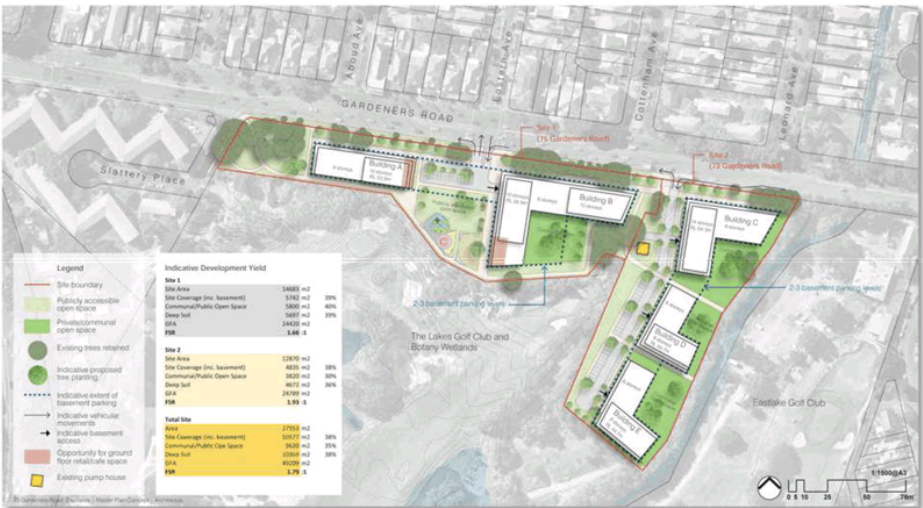 Aboud Ave
Eastern Ave
Cottenham Ave
Leonard Ave
GARDENERS ROAD
Slattery Place
Site 1
(75 Gardeners Road)
Site 2
Building A
Building B
Building C
Building D
Building E
2-3 basement parking levels
2-3 basement parking levels
The Lakes Golf Club and
Botany Wetlands
Eastlake Golf Club
Legend
Site boundary
Publicly accessible
open space
Private/communal
open space
Existing trees retained
Indicative proposed
tree planting
Indicative extent of
basement parking
Indicative vehicular
movements
Indicative basement
access
Opportunity for ground
floor retail/cafe space
Existing pump house
Indicative Development Yield
Site 1
Site Area 14683 m2
Site Coverage (inc. basement) 5742 m2 39%
Communal/Public Open Space 5800 m2 40%
Deep Soil 5697 m2 39%
GFA 24420 m2
FSR 1.66 :1
Site 2
Site Area 12870 m2
Site Coverage (inc. basement) 4835 m2 38%
Communal/Public Open Space 3820 m2 30%
Deep Soil 4672 m2 36%
GFA 24789 m2
FSR 1.93 :1
Total Site
Area 27553 m2
Site Coverage (inc. basement) 10577 m2 38%
Communal/Public Ope Space 9620 m2 35%
Deep Soil 10369 m2 38%
GFA 49209 m2
FSR 1.79 :1
1:1500@A3
0 5 10 25 50 75m